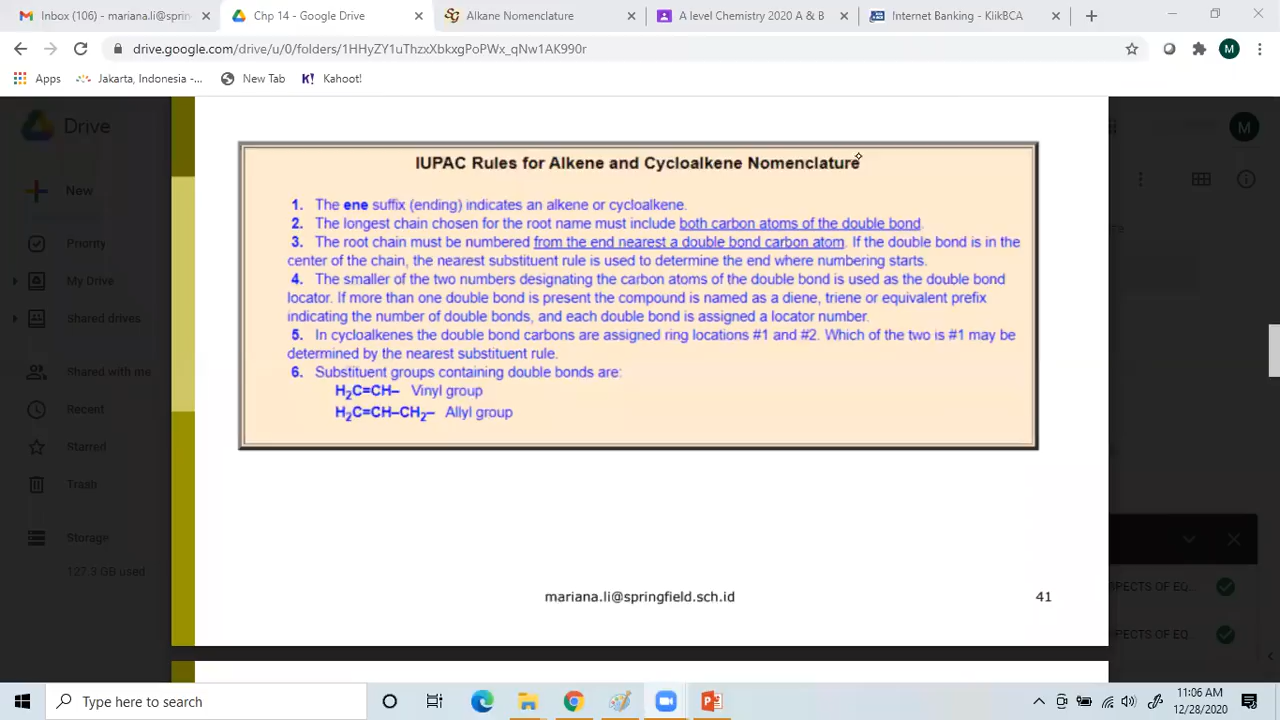 Inbox (106) - mariana.li@sprin
Chp 14 - Google Drive
Alkane Nomenclature
A level Chemistry 2020 A & B
Internet Banking - KlikBCA
drive.google.com/drive/u/0/folders/1HHyZY1uThzxXbkxgPoPWx_qNw1AK990r
M
Apps
Jakarta, Indonesia -...
New Tab
K!
Kahoot!
Drive
M
New
Priority
My Drive
Shared drives
Shared with me
Recent
Starred
Trash
Storage
127.3 GB used
IUPAC Rules for Alkene and Cycloalkene Nomenclature
1. The ene suffix (ending) indicates an alkene or cycloalkene.
2. The longest chain chosen for the root name must include both carbon atoms of the double bond.
3. The root chain must be numbered from the end nearest a double bond carbon atom. If the double bond is in the
center of the chain, the nearest substituent rule is used to determine the end where numbering starts.
4. The smaller of the two numbers designating the carbon atoms of the double bond is used as the double bond
locator. If more than one double bond is present the compound is named as a diene, triene or equivalent prefix
indicating the number of double bonds, and each double bond is assigned a locator number.
5. In cycloalkenes the double bond carbons are assigned ring locations #1 and #2. Which of the two is #1 may be
determined by the nearest substituent rule.
6. Substituent groups containing double bonds are:
H₂C=CH– Vinyl group
H₂C=CH–CH₂– Allyl group
mariana.li@springfield.sch.id
41
PECTS OF EQ...
PECTS OF EQ
Type here to search
11:06 AM
12/28/2020